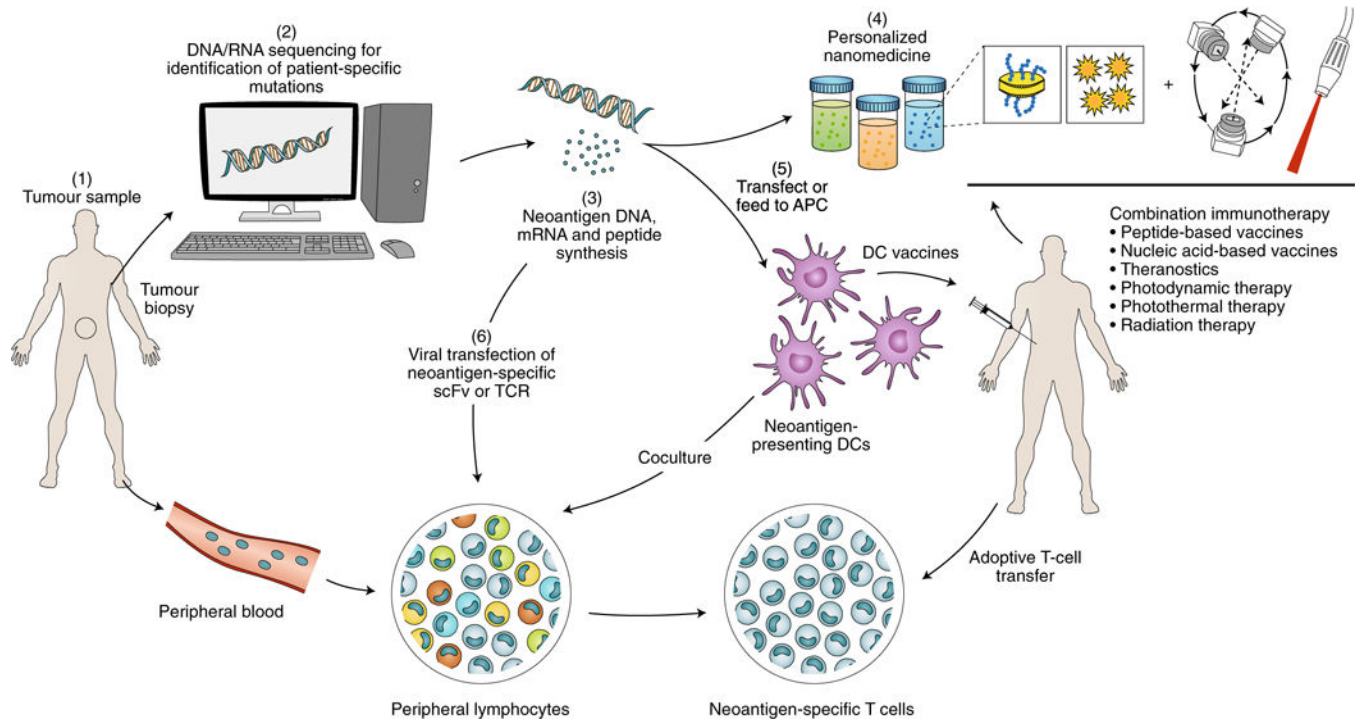 (1)
Tumour sample
Tumour
biopsy
(2)
DNA/RNA sequencing for
identification of patient-specific
mutations
(3)
Neoantigen DNA,
mRNA and peptide
synthesis
(4)
Personalized
nanomedicine
+
(5)
Transfect or
feed to APC
DC vaccines
Neoantigen-
presenting DCs
Combination immunotherapy
• Peptide-based vaccines
• Nucleic acid-based vaccines
• Theranostics
• Photodynamic therapy
• Photothermal therapy
• Radiation therapy
(6)
Viral transfection of
neoantigen-specific
scFv or TCR
Coculture
Adoptive T-cell
transfer
Peripheral blood
Peripheral lymphocytes
Neoantigen-specific T cells